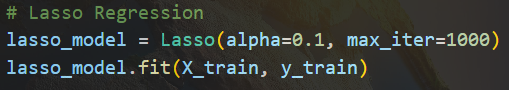 # Lasso Regression
lasso_model = Lasso(alpha=0.1, max_iter=1000)
lasso_model.fit(X_train, y_train)